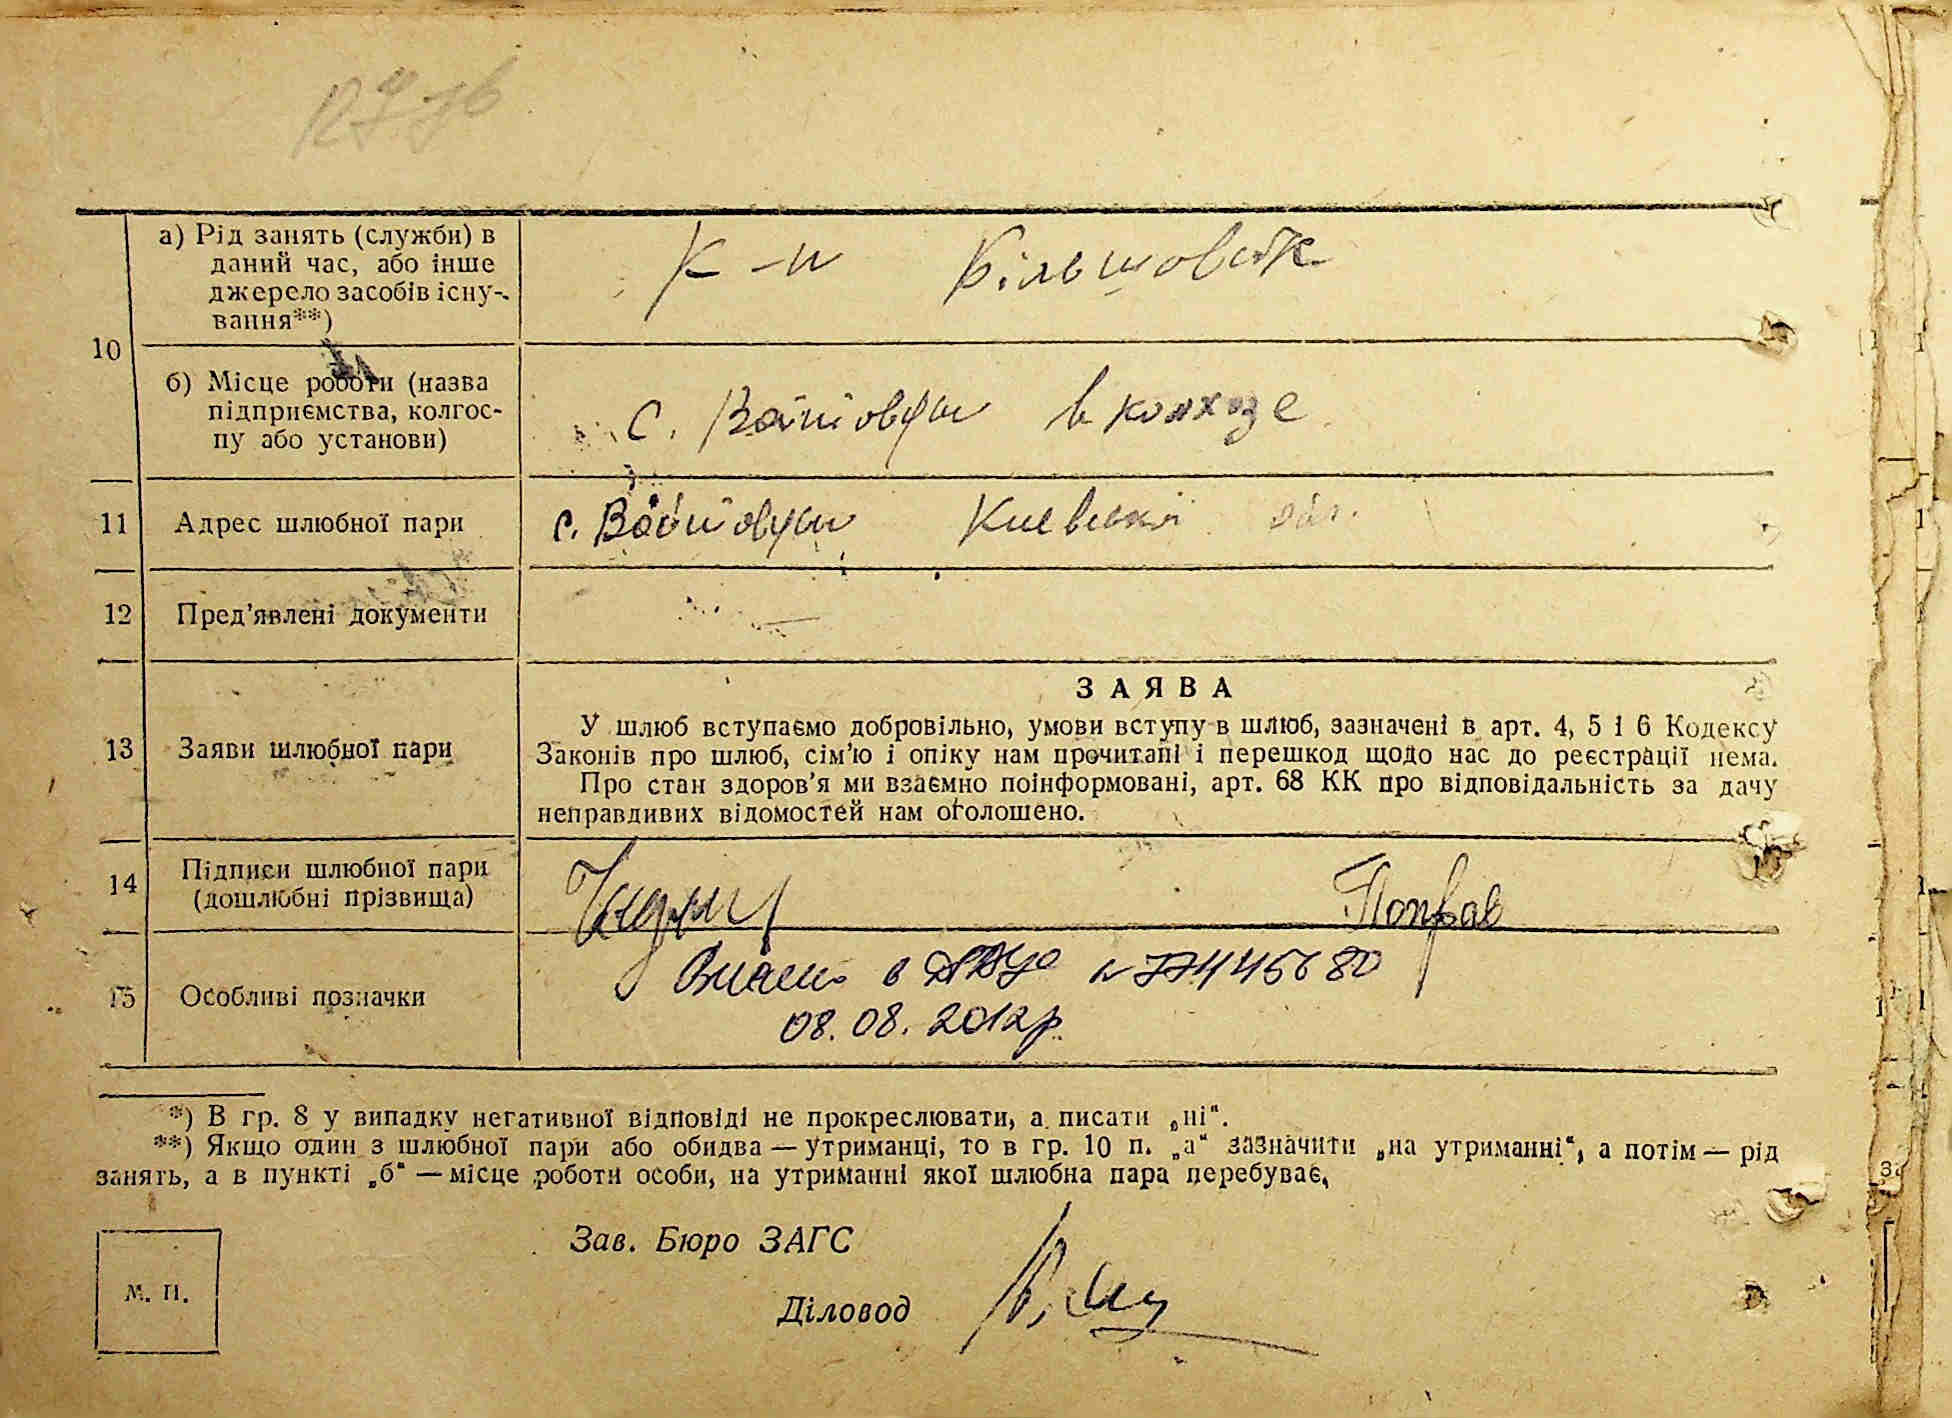 а) Рід занять (служби) в
даний час, або інше
джерело засобів існу-
вання**)
К-п Більшовик
10
б) Місце роботи (назва
підприємства, колгос-
пу або установи)
с. Войтовци в колхозе
11 Адрес шлюбної пари с. Войтовци Киевской обл.
12 Пред'явлені документи
ЗАЯВА
13 Заяви шлюбної пари
У шлюб вступаємо добровільно, умови вступу в шлюб, зазначені в арт. 4, 5 і 6 Кодексу
Законів про шлюб, сім'ю і опіку нам прочитані і перешкод щодо нас до реєстрації нема.
Про стан здоров'я ми взаємно поінформовані, арт. 68 КК про відповідальність за дачу
неправдивих відомостей нам оголошено.
14 Підписи шлюбної пари
(дошлюбні прізвища)
15 Особливі позначки
в ДРАЦС
08.08.2012р.
*) В гр. 8 у випадку негативної відповіді не прокреслювати, а писати „ні“.
**) Якщо один з шлюбної пари або обидва — утриманці, то в гр. 10 п. „а“ зазначити „на утриманні“, а потім — рід
занять, а в пункті „б“ — місце роботи особи, на утриманні якої шлюбна пара перебуває.
Зав. Бюро ЗАГС
М. П.
Діловод